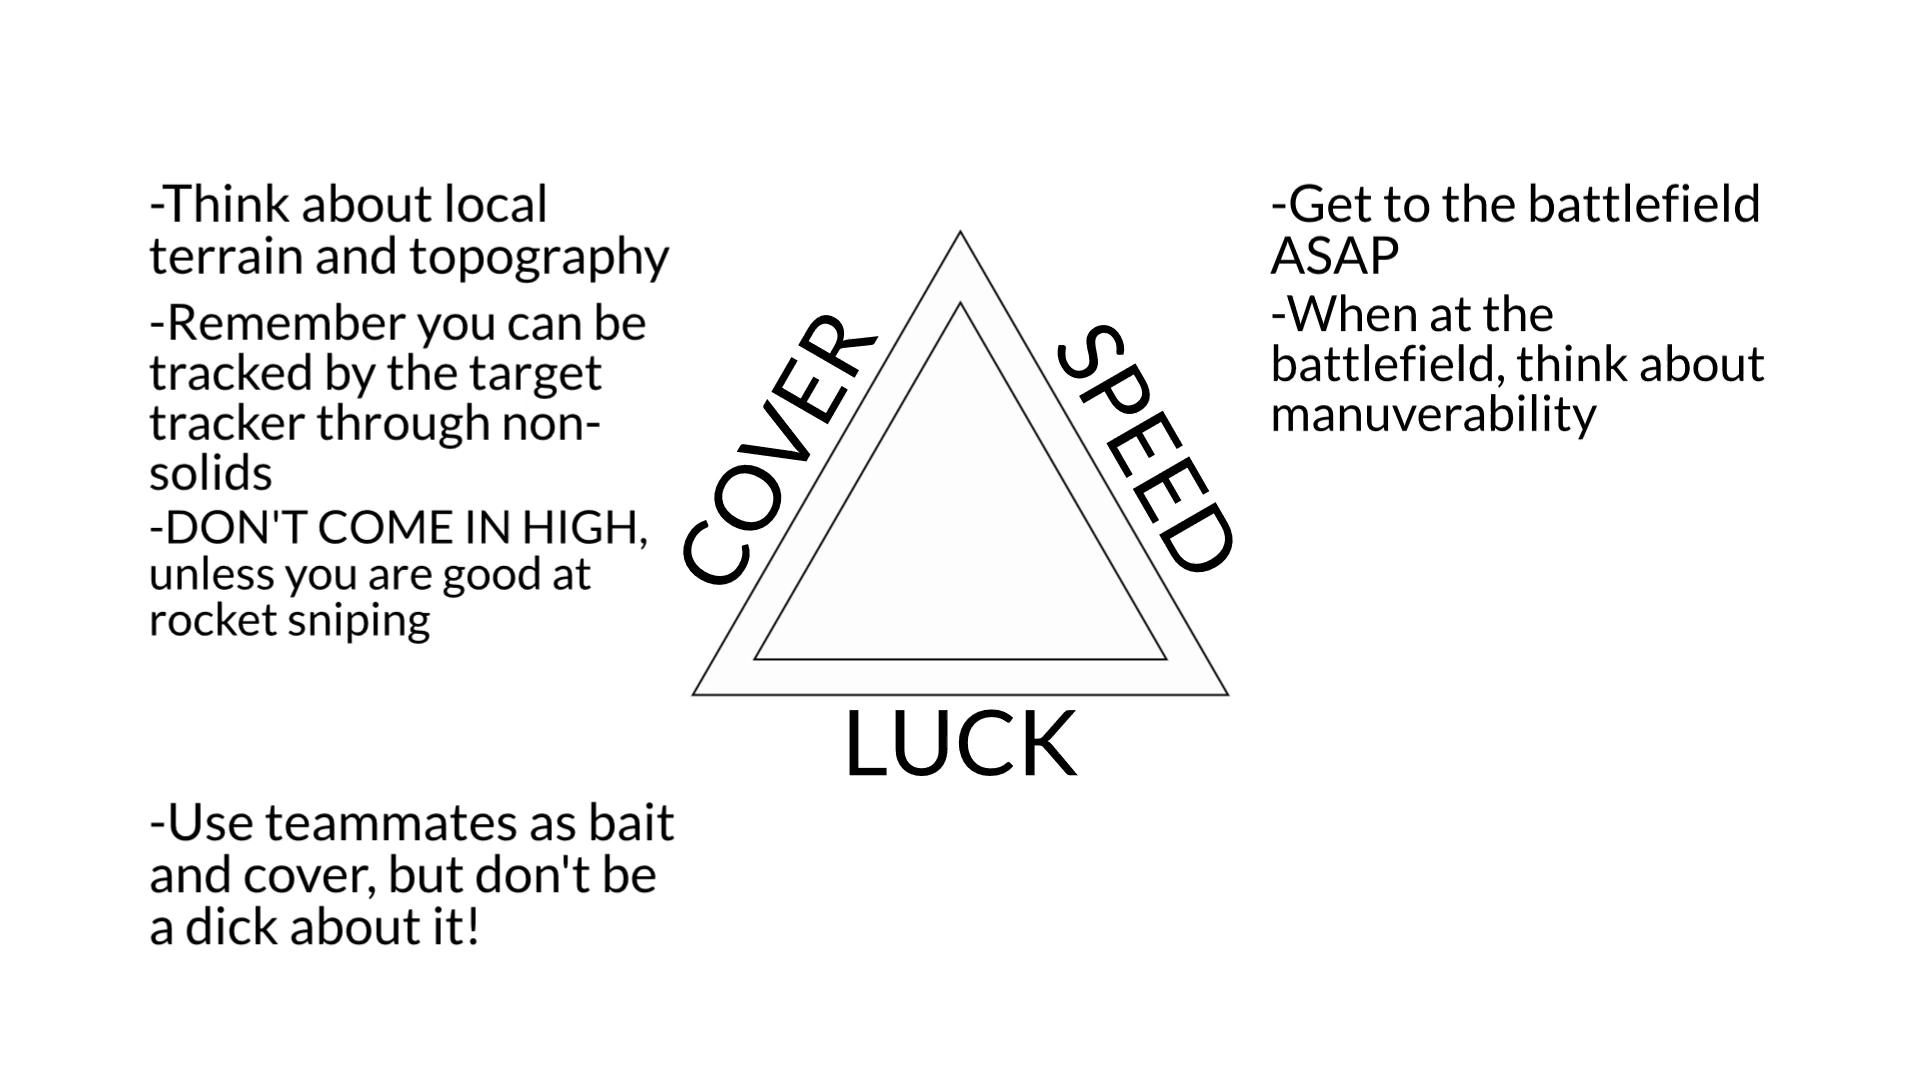 -Think about local
terrain and topography
-Remember you can be
tracked by the target
tracker through non-
solids
-DON'T COME IN HIGH,
unless you are good at
rocket sniping
COVER
SPEED
LUCK
-Get to the battlefield
ASAP
-When at the
battlefield, think about
manuverability
-Use teammates as bait
and cover, but don't be
a dick about it!